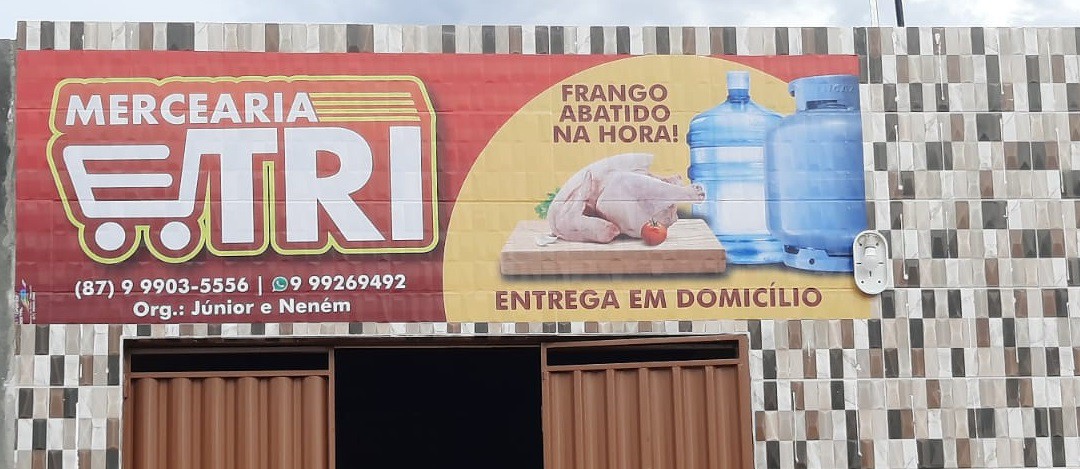 MERCEARIA
TRI
(87) 9 9903-5556 | 9 99269492
Org.: Júnior e Neném
FRANGO
ABATIDO
NA HORA!
ENTREGA EM DOMICÍLIO